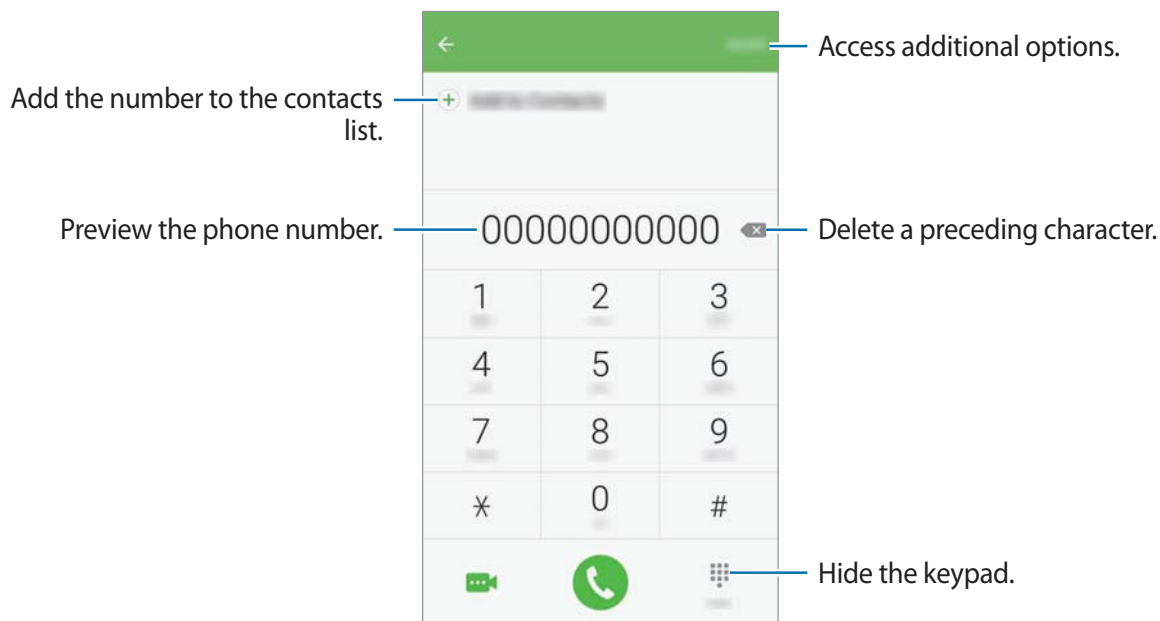 Access additional options.
Add the number to the contacts
list.
Preview the phone number.
00000000000
Delete a preceding character.
1 2 3
4 5 6
7 8 9
* 0 #
Hide the keypad.